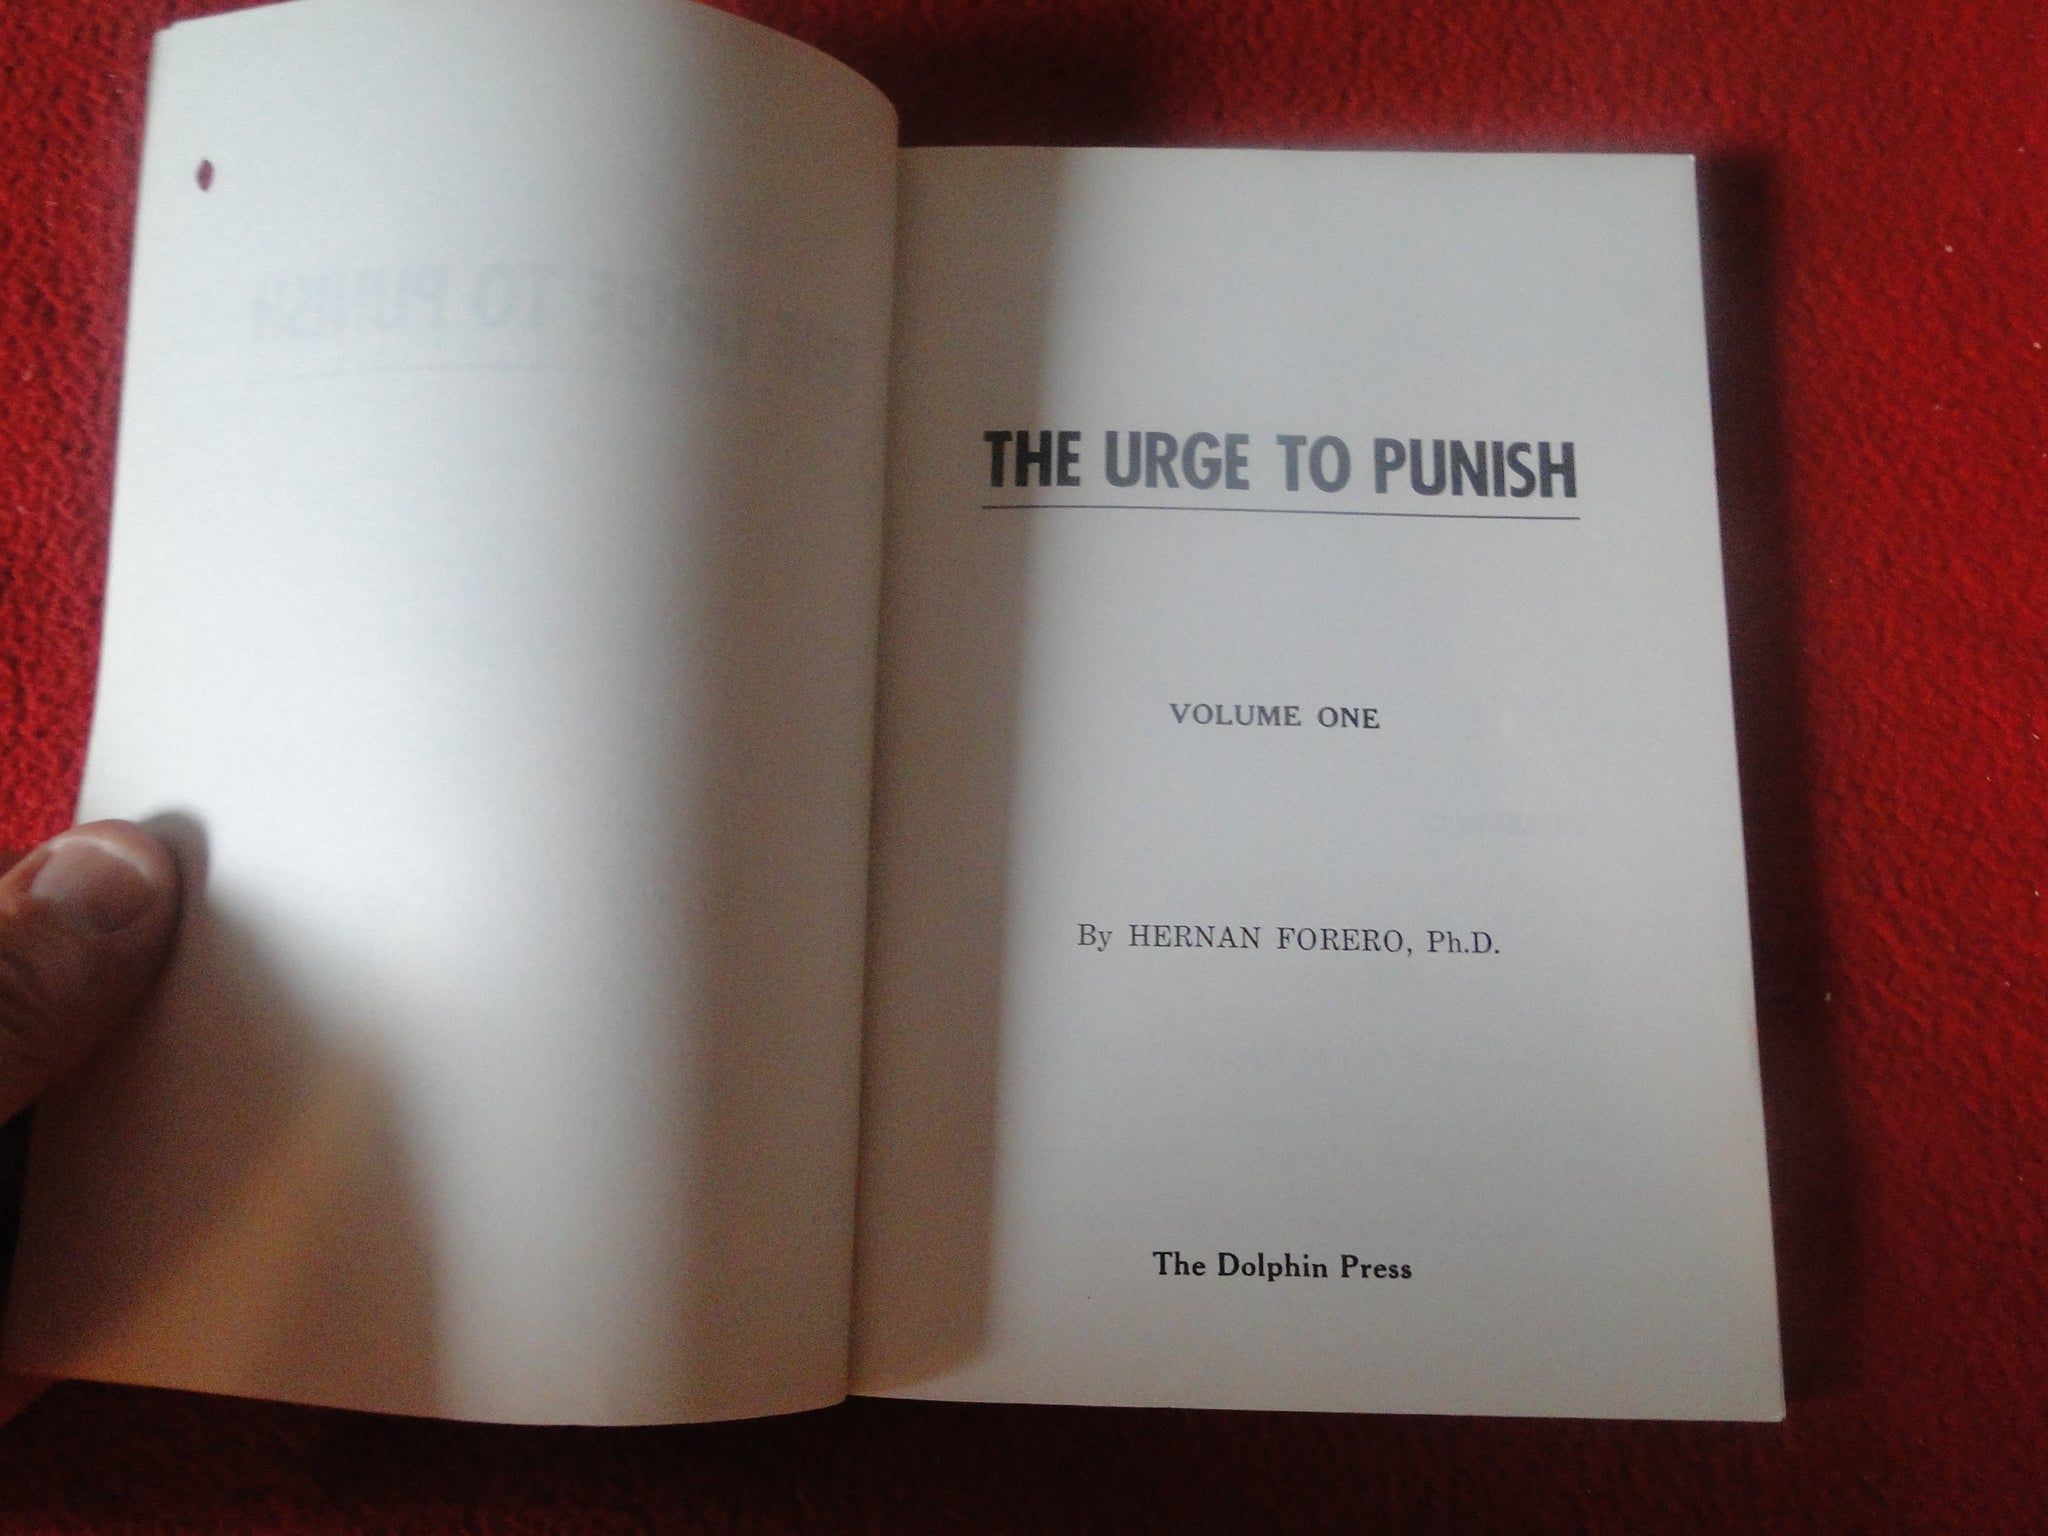 THE URGE TO PUNISH
VOLUME ONE
By HERNAN FORERO, Ph.D.
The Dolphin Press